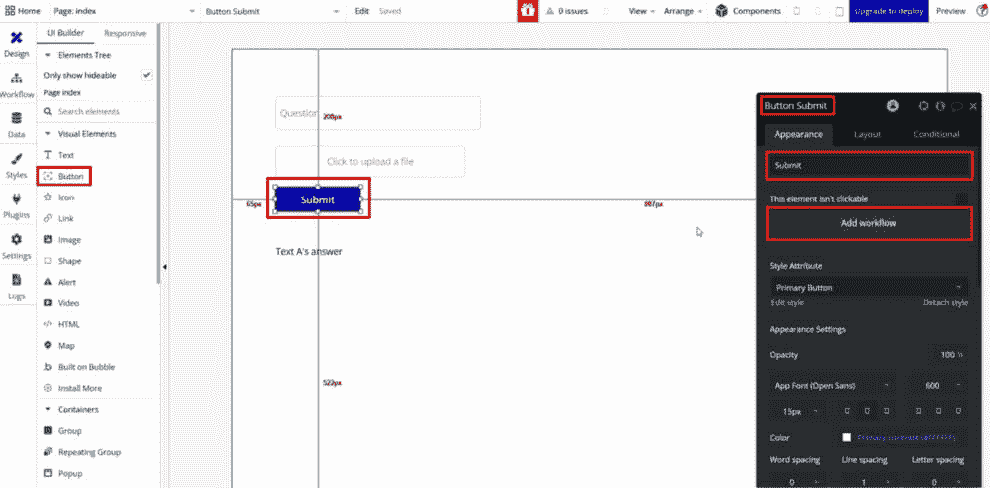 Home Page: index Button Submit Edit Saved 0 issues View Arrange Components Upgrade to deploy Preview
Design
Workflow
Data
Styles
Plugins
Settings
Logs
UI Builder Responsive
Elements Tree
Only show hideable
Page index
Search elements
Visual Elements
Text
Button
Icon
Link
Image
Shape
Alert
Video
HTML
Map
Built on Bubble
Install More
Containers
Group
Repeating Group
Popup
Question
Click to upload a file
Submit
65px
Text A's answer
522px
Button Submit
Appearance Layout Conditional
Submit
This element isn't clickable
Add workflow
Style Attribute
Primary Button
Edit style Detach style
Appearance Settings
Opacity 100
App Font (Open Sans) 600
15px
Color
Word spacing Line spacing Letter spacing
0 1 0